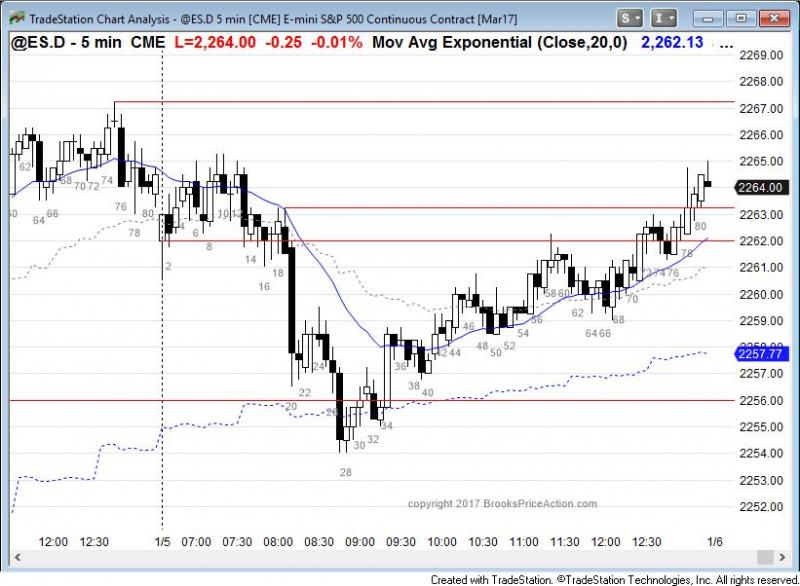 TradeStation Chart Analysis - @ES.D 5 min [CME] E-mini S&P 500 Continuous Contract [Mar17]
S I
@ES.D - 5 min CME L=2,264.00 -0.25 -0.01% Mov Avg Exponential (Close,20,0) 2,262.13 ...
2269.00
2268.00
2267.00
2266.00
2265.00
2264.00
2263.00
2262.00
2261.00
2260.00
2259.00
2257.77
2257.00
2256.00
2255.00
2254.00
2253.00
2252.00
62 68 70 72 74
64 66 76 78 80
2 4 6 8 10 12 14 16 18
20 22 24 28 30 32 34
36 38 40 42 44 46 48 50 52 54 56
58 60 62 64 66 68 70 72 74 76 78 80
copyright 2017 BrooksPriceAction.com
12:00 12:30 1/5 07:00 07:30 08:00 08:30 09:00 09:30 10:00 10:30 11:00 11:30 12:00 12:30 1/6
Created with TradeStation. ©TradeStation Technologies, Inc. All rights reserved.